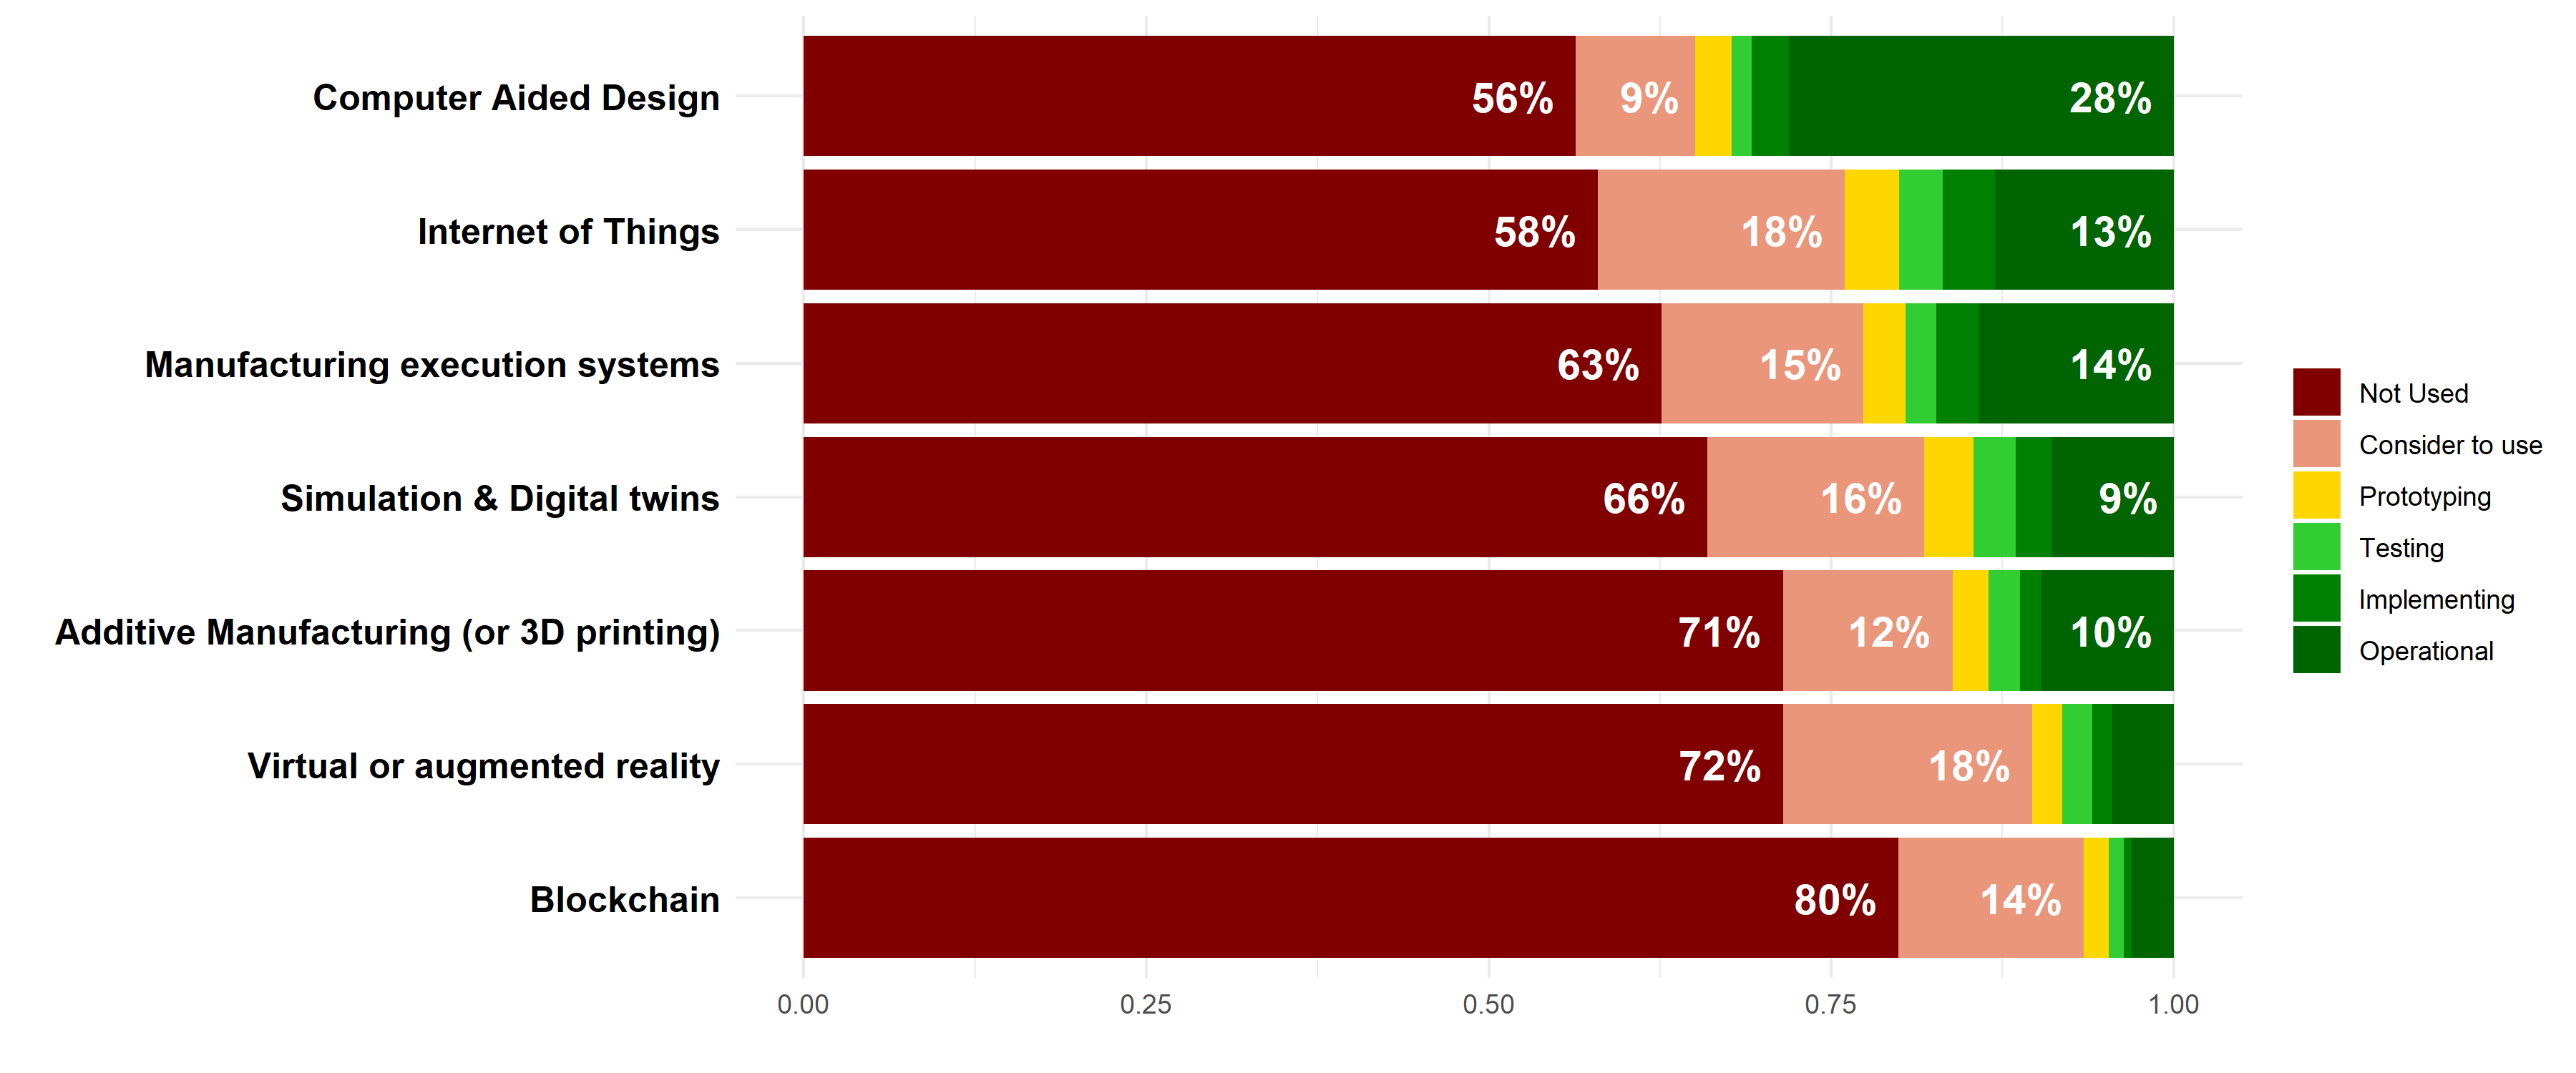 Computer Aided Design 56% 9% 28%
Internet of Things 58% 18% 13%
Manufacturing execution systems 63% 15% 14%
Simulation & Digital twins 66% 16% 9%
Additive Manufacturing (or 3D printing) 71% 12% 10%
Virtual or augmented reality 72% 18%
Blockchain 80% 14%
0.00 0.25 0.50 0.75 1.00
Not Used
Consider to use
Prototyping
Testing
Implementing
Operational